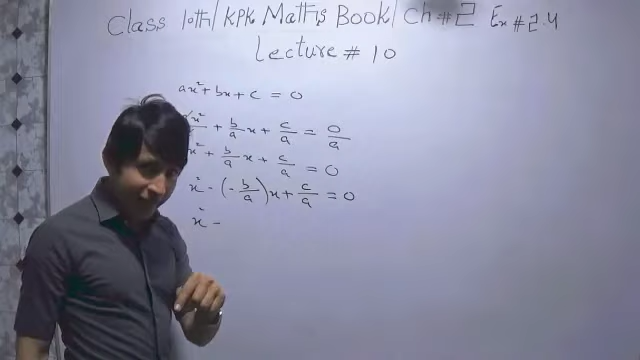 Class 10th/KPK Maths Book/Ch#2 Ex#2.4
Lecture # 10
ax²+bx+c = 0
x²/ + b/a x + c/a = 0/a
x² + b/a x + c/a = 0
x² - (-b/a)x + c/a = 0
x² -